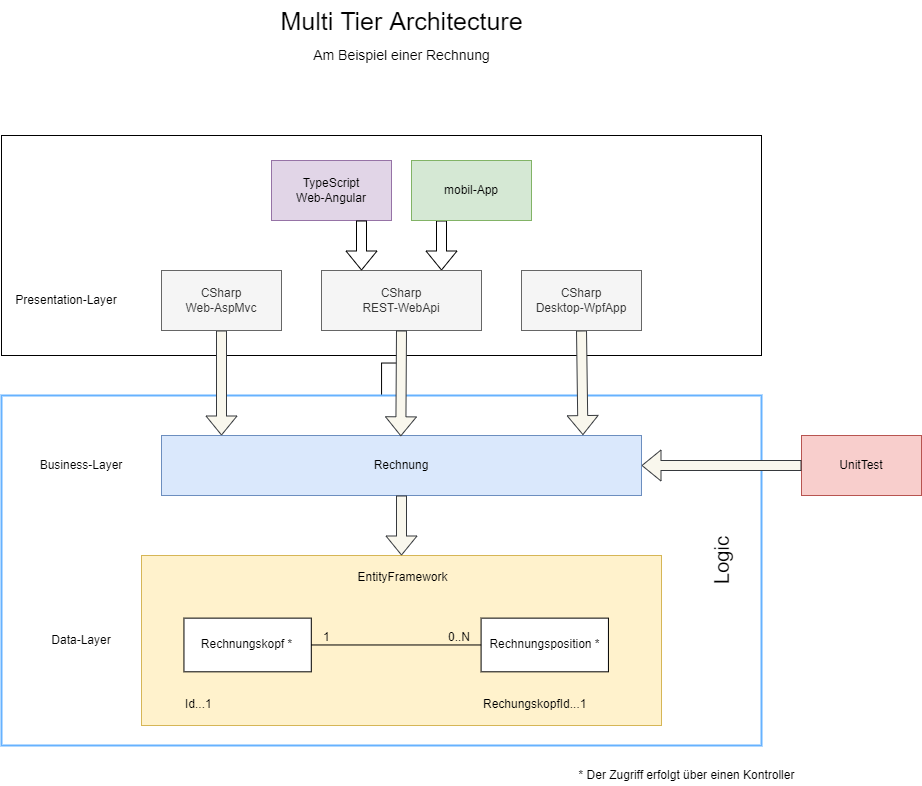 Multi Tier Architecture
Am Beispiel einer Rechnung
TypeScript
Web-Angular
mobil-App
Presentation-Layer
CSharp
Web-AspMvc
CSharp
REST-WebApi
CSharp
Desktop-WpfApp
Business-Layer
Rechnung
UnitTest
Logic
EntityFramework
Data-Layer
Rechnungskopf *
1
0..N
Rechnungsposition *
Id...1
RechungskopfId...1
* Der Zugriff erfolgt über einen Kontroller